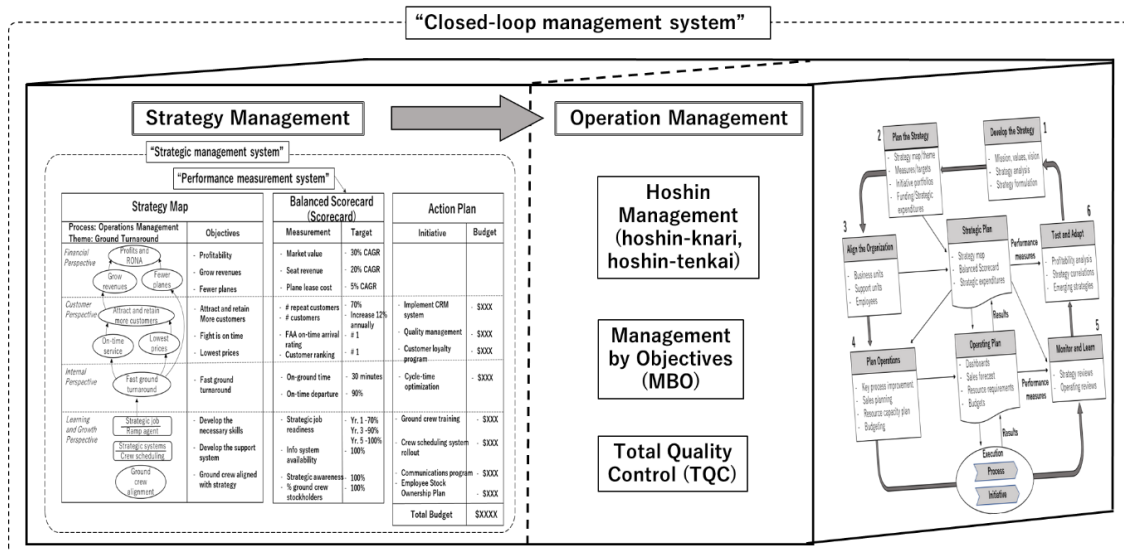 “Closed-loop management system”
Strategy Management
Operation Management
“Strategic management system”
“Performance measurement system”
Strategy Map
Balanced Scorecard
(Scorecard)
Action Plan
Process: Operations Management
Theme: Ground Turnaround
Objectives
Measurement
Target
Initiative
Budget
Financial
Perspective
Profits and
RONA
Grow
revenues
Fewer
planes
- Profitability
- Grow revenues
- Fewer planes
- Market value
- Seat revenue
- Plane lease cost
- 30% CAGR
- 20% CAGR
- 5% CAGR
Customer
Perspective
Attract and retain
more customers
On-time
service
Lowest
prices
- Attract and retain
More customers
- Fight is on time
- Lowest prices
- # repeat customers
- # customers
- FAA on-time arrival
rating
- Customer ranking
- 70%
- Increase 12%
annually
- # 1
- # 1
- Implement CRM
system
- Quality management
- Customer loyalty
program
- $XXX
- $XXX
- $XXX
Internal
Perspective
Fast ground
turnaround
- Fast ground
turnaround
- On-ground time
- On-time departure
- 30 minutes
- 90%
- Cycle-time
optimization
- $XXX
Learning
and Growth
Perspective
Strategic job
Ramp agent
Strategic systems
Crew scheduling
Ground
crew
alignment
- Develop the
necessary skills
- Develop the support
system
- Ground crew aligned
with strategy
- Strategic job
readiness
- Info system
availability
- Strategic awareness
- % ground crew
stockholders
- Yr. 1 -70%
Yr. 3 -90%
Yr. 5 -100%
- 100%
- 100%
- 100%
- Ground crew training
- Crew scheduling system
rollout
- Communications program
- Employee Stock
Ownership Plan
- $XXX
- $XXX
- $XXX
- $XXX
Total Budget
$XXXX
Hoshin
Management
(hoshin-knari,
hoshin-tenkai)
Management
by Objectives
(MBO)
Total Quality
Control (TQC)
1
Develop the Strategy
- Mission, values, vision
- Strategy analysis
- Strategy formulation
2
Plan the Strategy
- Strategy map/theme
- Measures/targets
- Initiative portfolios
- Funding/Strategic
expenditures
3
Align the Organization
- Business units
- Support units
- Employees
Strategic Plan
- Strategy map
- Balanced Scorecard
- Strategic expenditures
Performance
measures
Results
6
Test and Adapt
- Profitability analysis
- Strategy correlations
- Emerging strategies
4
Plan Operations
- Key process improvement
- Sales planning
- Resource capacity plan
- Budgeting
Operating Plan
- Dashboards
- Sales forecast
- Resource requirements
- Budgets
Performance
measures
Results
5
Monitor and Learn
- Strategy reviews
- Operating reviews
Execution
Process
Initiative